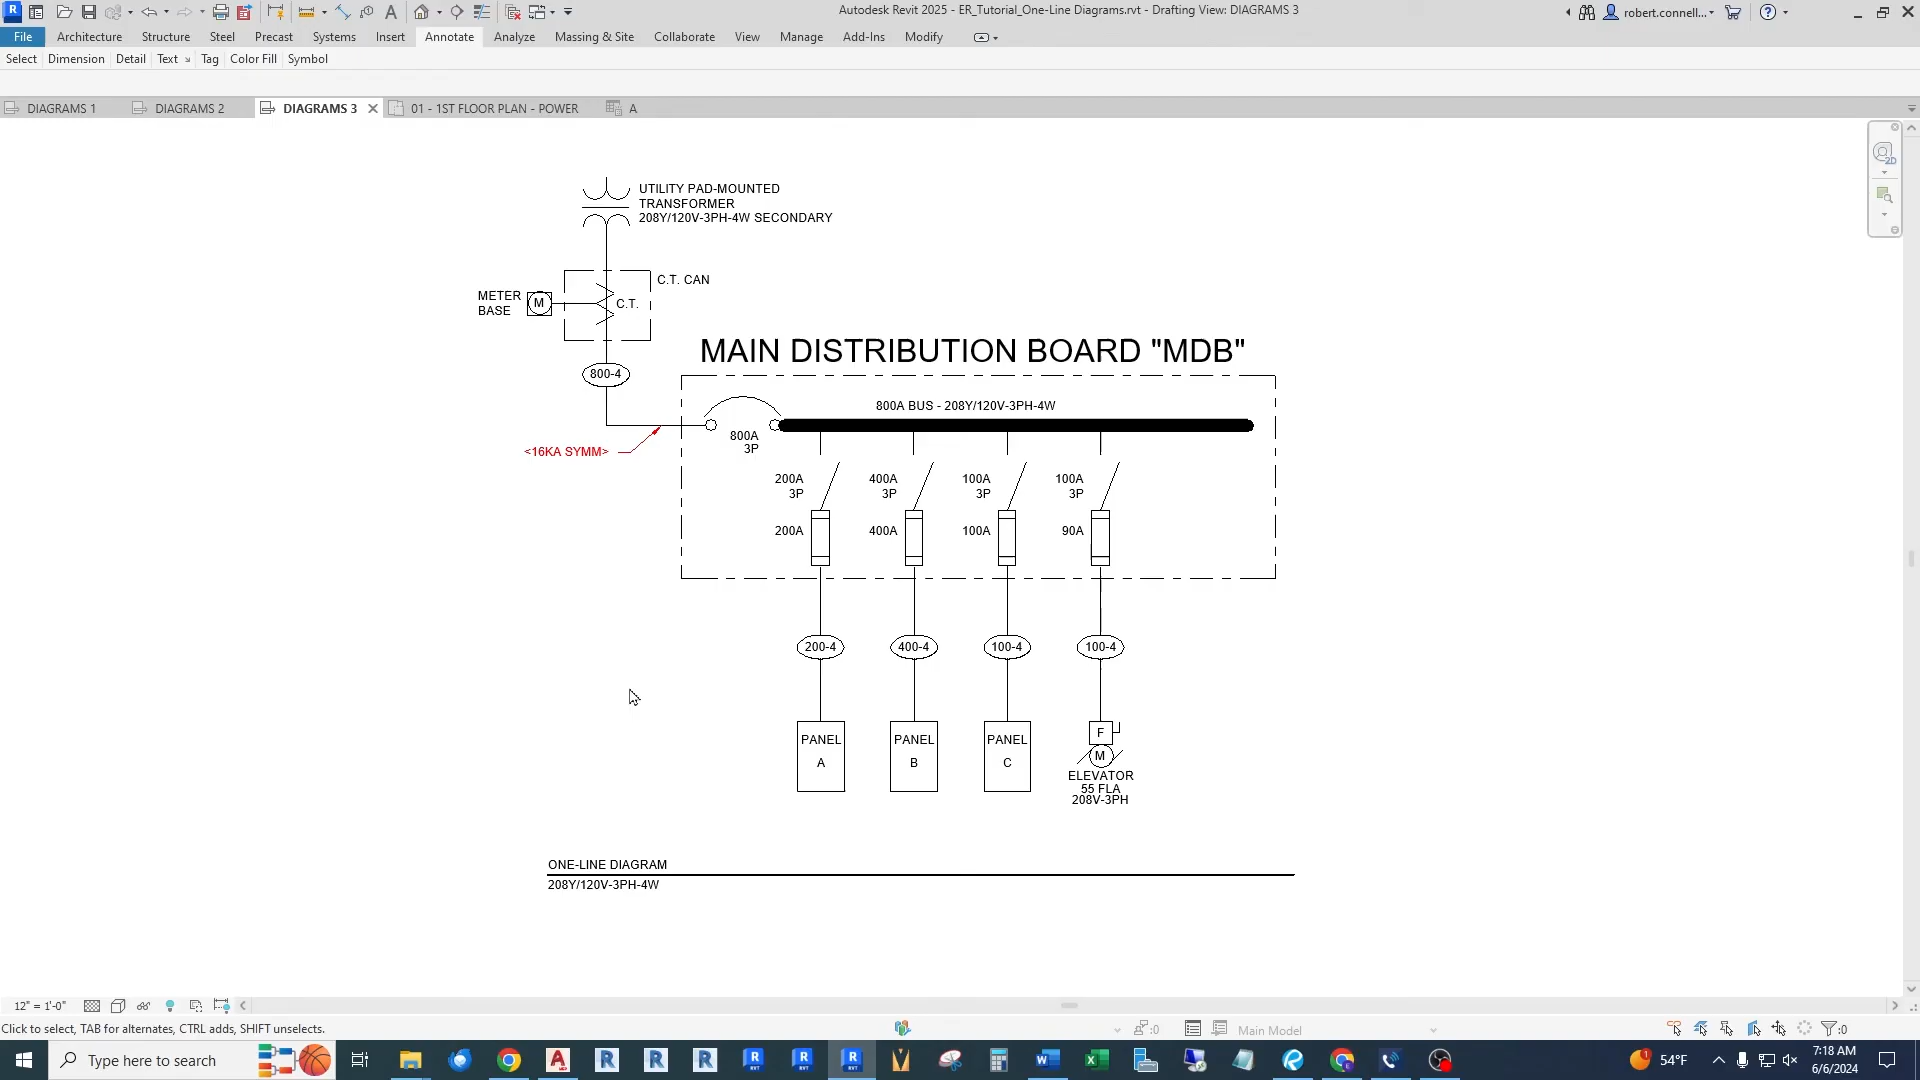 Autodesk Revit 2025 - ER_Tutorial_One-Line Diagrams.rvt - Drafting View: DIAGRAMS 3
robert.connell...
File Architecture Structure Steel Precast Systems Insert Annotate Analyze Massing & Site Collaborate View Manage Add-Ins Modify
Select Dimension Detail Text Tag Color Fill Symbol
DIAGRAMS 1 DIAGRAMS 2 DIAGRAMS 3 01 - 1ST FLOOR PLAN - POWER A
2D
UTILITY PAD-MOUNTED
TRANSFORMER
208Y/120V-3PH-4W SECONDARY
C.T. CAN
METER
BASE
M
C.T.
800-4
MAIN DISTRIBUTION BOARD "MDB"
800A BUS - 208Y/120V-3PH-4W
800A
3P
<16KA SYMM>
200A 400A 100A 100A
3P 3P 3P 3P
200A 400A 100A 90A
200-4 400-4 100-4 100-4
PANEL PANEL PANEL F
A B C M
ELEVATOR
55 FLA
208V-3PH
ONE-LINE DIAGRAM
208Y/120V-3PH-4W
12" = 1'-0"
Click to select, TAB for alternates, CTRL adds, SHIFT unselects.
:0
Main Model
:0
Type here to search
54°F
7:18 AM
6/6/2024